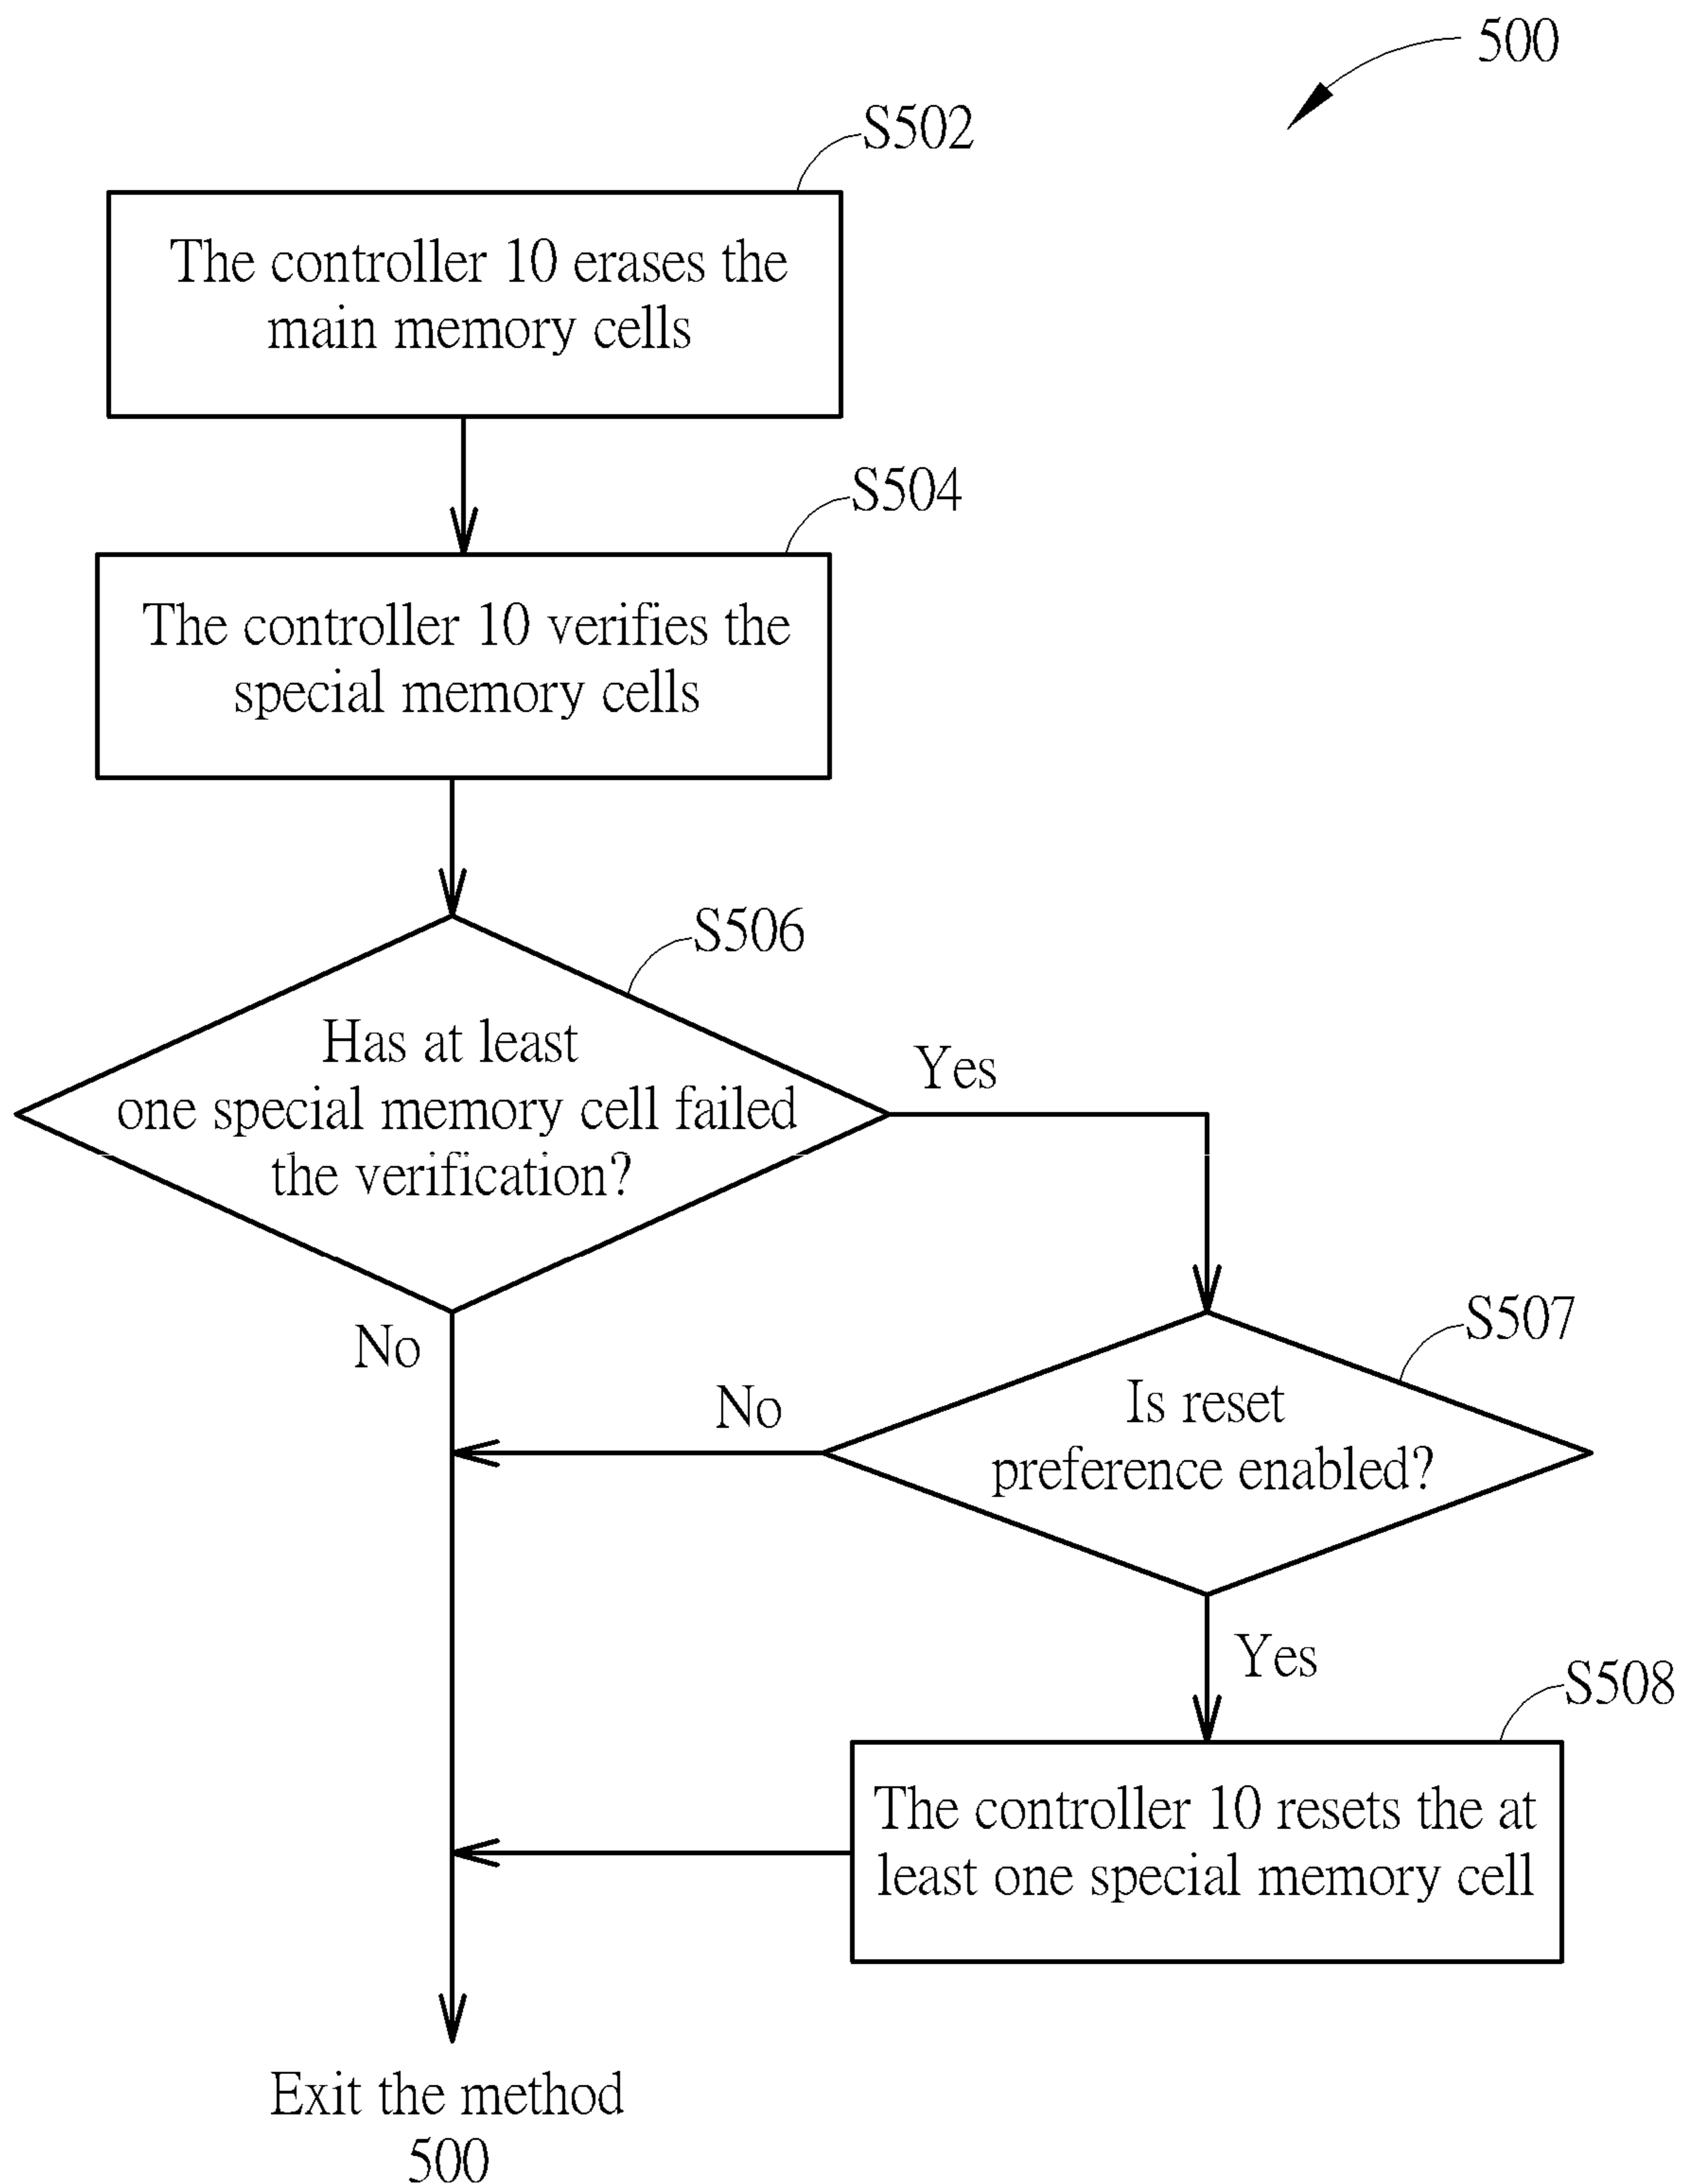 500
S502
The controller 10 erases the
main memory cells
S504
The controller 10 verifies the
special memory cells
S506
Has at least
one special memory cell failed
the verification?
Yes
No
S507
Is reset
preference enabled?
No
Yes
S508
The controller 10 resets the at
least one special memory cell
Exit the method
500